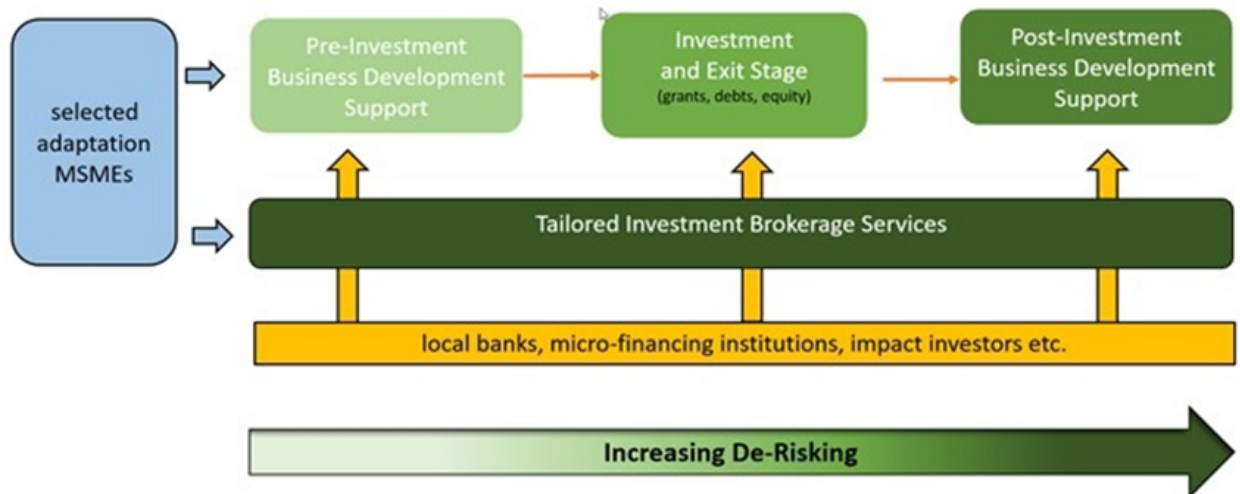 selected
adaptation
MSMEs
Pre-Investment
Business Development
Support
Investment
and Exit Stage
(grants, debts, equity)
Post-Investment
Business Development
Support
Tailored Investment Brokerage Services
local banks, micro-financing institutions, impact investors etc.
Increasing De-Risking